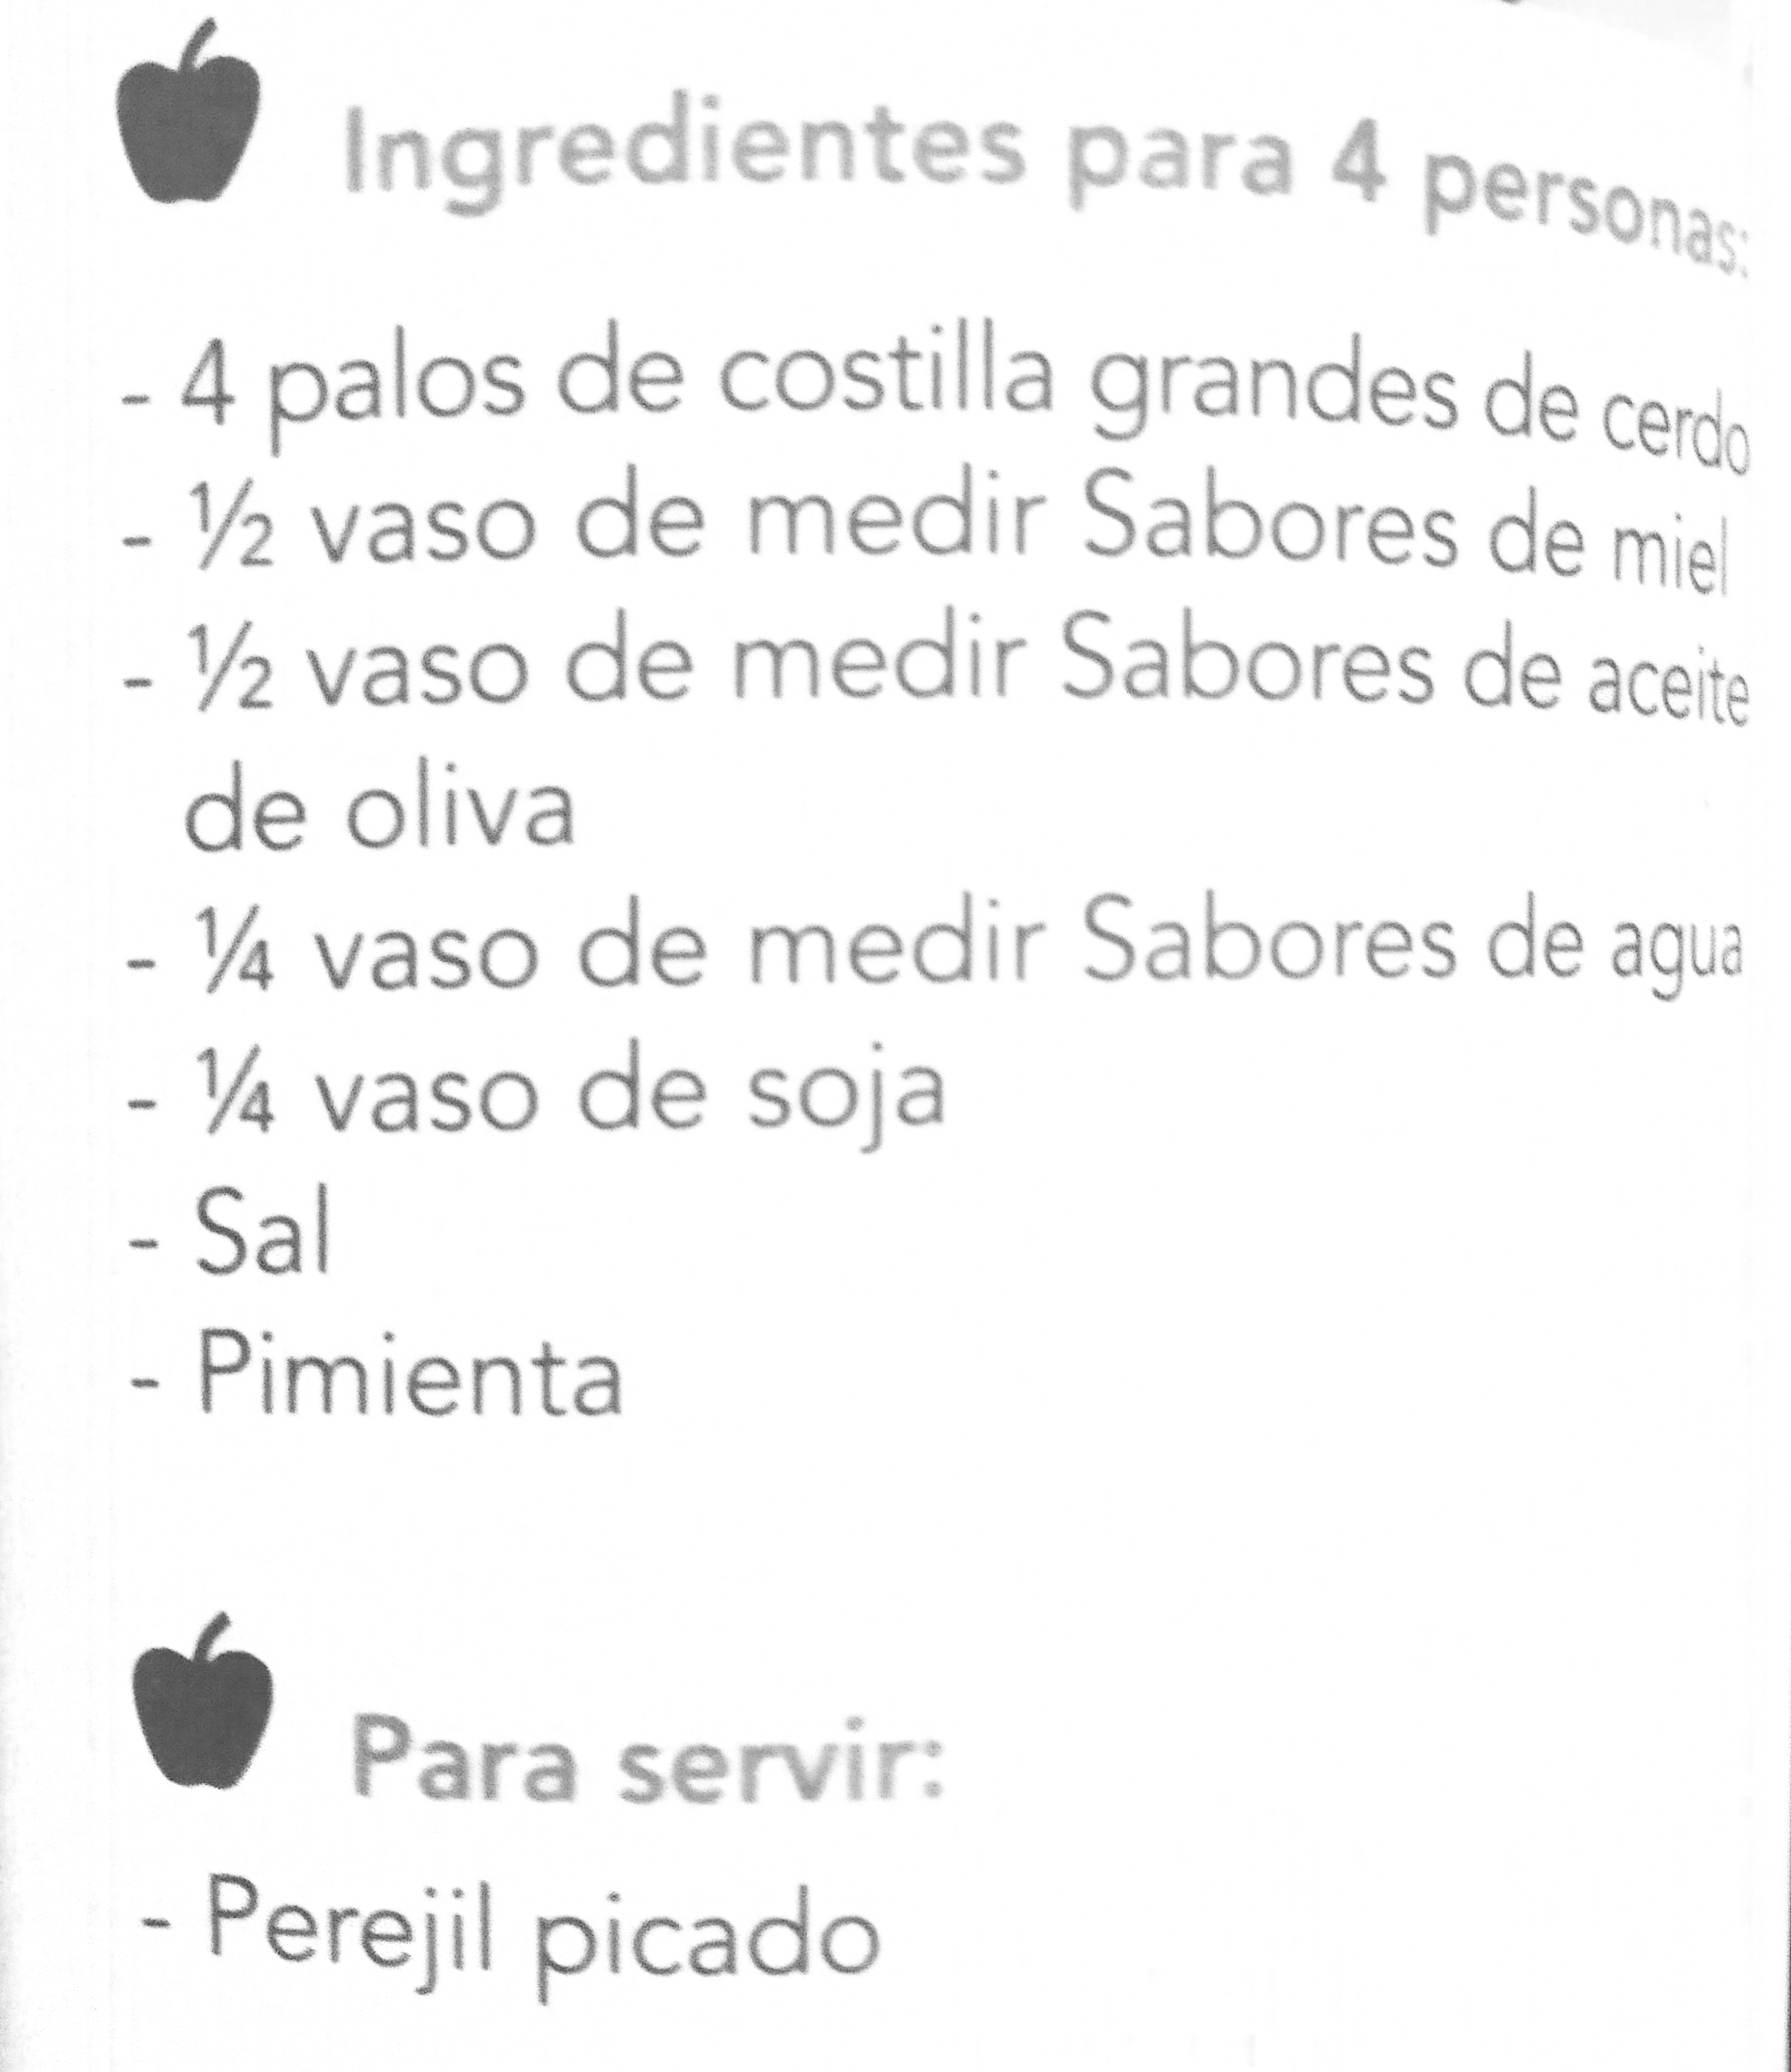 Ingredientes para 4 personas:
- 4 palos de costilla grandes de cerdo
- ½ vaso de medir Sabores de miel
- ½ vaso de medir Sabores de aceite
de oliva
- ¼ vaso de medir Sabores de agua
- ¼ vaso de soja
- Sal
- Pimienta
Para servir:
- Perejil picado